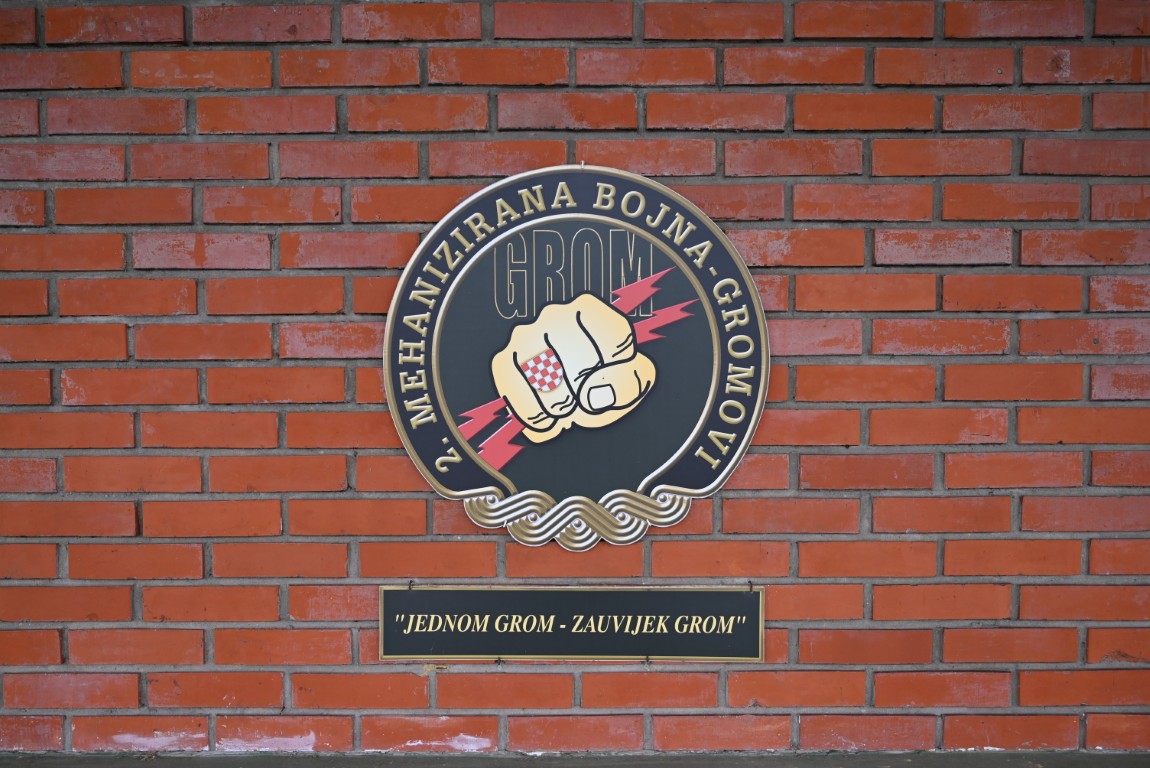 2. MEHANIZIRANA BOJNA-GROMOVI
GROM
"JEDNOM GROM - ZAUVIJEK GROM"